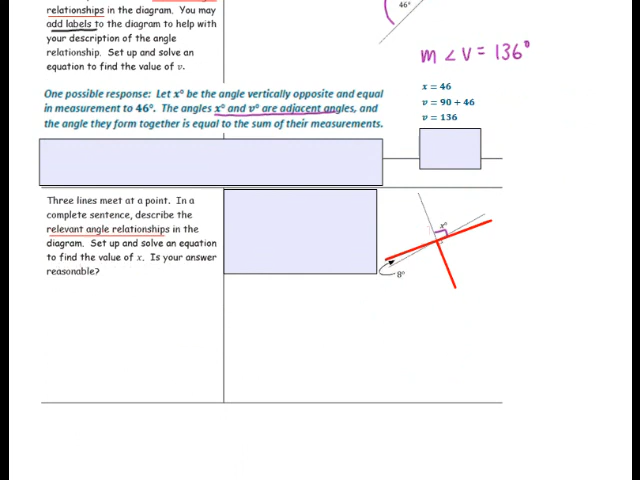 relationships in the diagram. You may
add labels to the diagram to help with
your description of the angle
relationship. Set up and solve an
equation to find the value of v.
46°
m ∠ V = 136°
One possible response: Let x° be the angle vertically opposite and equal
in measurement to 46°. The angles x° and v° are adjacent angles, and
the angle they form together is equal to the sum of their measurements.
x = 46
v = 90 + 46
v = 136
Three lines meet at a point. In a
complete sentence, describe the
relevant angle relationships in the
diagram. Set up and solve an equation
to find the value of x. Is your answer
reasonable?
x°
8°